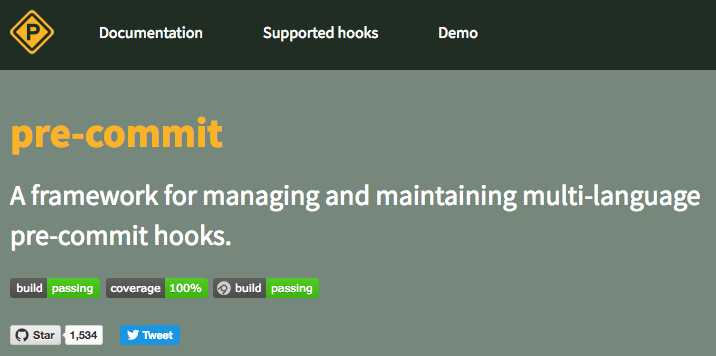 P
Documentation Supported hooks Demo
pre-commit
A framework for managing and maintaining multi-language
pre-commit hooks.
build passing coverage 100% build passing
Star 1,534 Tweet